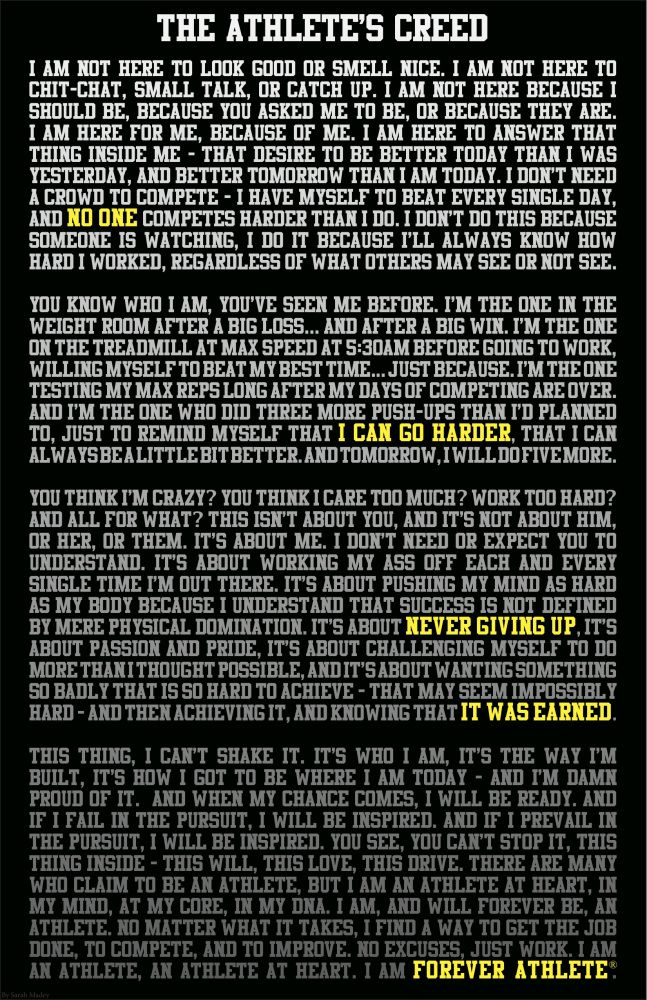 THE ATHLETE'S CREED
I AM NOT HERE TO LOOK GOOD OR SMELL NICE. I AM NOT HERE TO
CHIT-CHAT, SMALL TALK, OR CATCH UP. I AM NOT HERE BECAUSE I
SHOULD BE, BECAUSE YOU ASKED ME TO BE, OR BECAUSE THEY ARE.
I AM HERE FOR ME, BECAUSE OF ME. I AM HERE TO ANSWER THAT
THING INSIDE ME - THAT DESIRE TO BE BETTER TODAY THAN I WAS
YESTERDAY, AND BETTER TOMORROW THAN I AM TODAY. I DON'T NEED
A CROWD TO COMPETE - I HAVE MYSELF TO BEAT EVERY SINGLE DAY,
AND NO ONE COMPETES HARDER THAN I DO. I DON'T DO THIS BECAUSE
SOMEONE IS WATCHING, I DO IT BECAUSE I'LL ALWAYS KNOW HOW
HARD I WORKED, REGARDLESS OF WHAT OTHERS MAY SEE OR NOT SEE.
YOU KNOW WHO I AM, YOU'VE SEEN ME BEFORE. I'M THE ONE IN THE
WEIGHT ROOM AFTER A BIG LOSS... AND AFTER A BIG WIN. I'M THE ONE
ON THE TREADMILL AT MAX SPEED AT 5:30AM BEFORE GOING TO WORK,
WILLING MYSELF TO BEAT MY BEST TIME... JUST BECAUSE. I'M THE ONE
TESTING MY MAX REPS LONG AFTER MY DAYS OF COMPETING ARE OVER.
AND I'M THE ONE WHO DID THREE MORE PUSH-UPS THAN I'D PLANNED
TO, JUST TO REMIND MYSELF THAT I CAN GO HARDER, THAT I CAN
ALWAYS BE A LITTLE BIT BETTER. AND TOMORROW, I WILL DO FIVE MORE.
YOU THINK I'M CRAZY? YOU THINK I CARE TOO MUCH? WORK TOO HARD?
AND ALL FOR WHAT? THIS ISN'T ABOUT YOU, AND IT'S NOT ABOUT HIM,
OR HER, OR THEM. IT'S ABOUT ME. I DON'T NEED OR EXPECT YOU TO
UNDERSTAND. IT'S ABOUT WORKING MY ASS OFF EACH AND EVERY
SINGLE TIME I'M OUT THERE. IT'S ABOUT PUSHING MY MIND AS HARD
AS MY BODY BECAUSE I UNDERSTAND THAT SUCCESS IS NOT DEFINED
BY MERE PHYSICAL DOMINATION. IT'S ABOUT NEVER GIVING UP, IT'S
ABOUT PASSION AND PRIDE, IT'S ABOUT CHALLENGING MYSELF TO DO
MORE THAN I THOUGHT POSSIBLE, AND IT'S ABOUT WANTING SOMETHING
SO BADLY THAT IS SO HARD TO ACHIEVE - THAT MAY SEEM IMPOSSIBLY
HARD - AND THEN ACHIEVING IT, AND KNOWING THAT IT WAS EARNED.
THIS THING, I CAN'T SHAKE IT. IT'S WHO I AM, IT'S THE WAY I'M
BUILT, IT'S HOW I GOT TO BE WHERE I AM TODAY - AND I'M DAMN
PROUD OF IT. AND WHEN MY CHANCE COMES, I WILL BE READY. AND
IF I FAIL IN THE PURSUIT, I WILL BE INSPIRED. AND IF I PREVAIL IN
THE PURSUIT, I WILL BE INSPIRED. YOU SEE, YOU CAN'T STOP IT, THIS
THING INSIDE - THIS WILL, THIS LOVE, THIS DRIVE. THERE ARE MANY
WHO CLAIM TO BE AN ATHLETE, BUT I AM AN ATHLETE AT HEART, IN
MY MIND, AT MY CORE, IN MY DNA. I AM, AND WILL FOREVER BE, AN
ATHLETE. NO MATTER WHAT IT TAKES, I FIND A WAY TO GET THE JOB
DONE, TO COMPETE, AND TO IMPROVE. NO EXCUSES, JUST WORK. I AM
AN ATHLETE, AN ATHLETE AT HEART. I AM FOREVER ATHLETE®.
By Sarah Madey